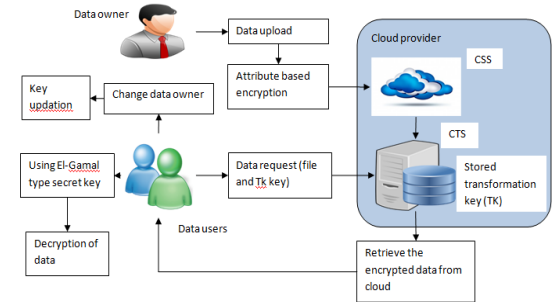 Data owner
Data upload
Cloud provider
CSS
Attribute based
encryption
Key
updation
Change data owner
CTS
Using El-Gamal
type secret key
Data request (file
and Tk key)
Stored
transformation
key (TK)
Data users
Decryption of
data
Retrieve the
encrypted data from
cloud